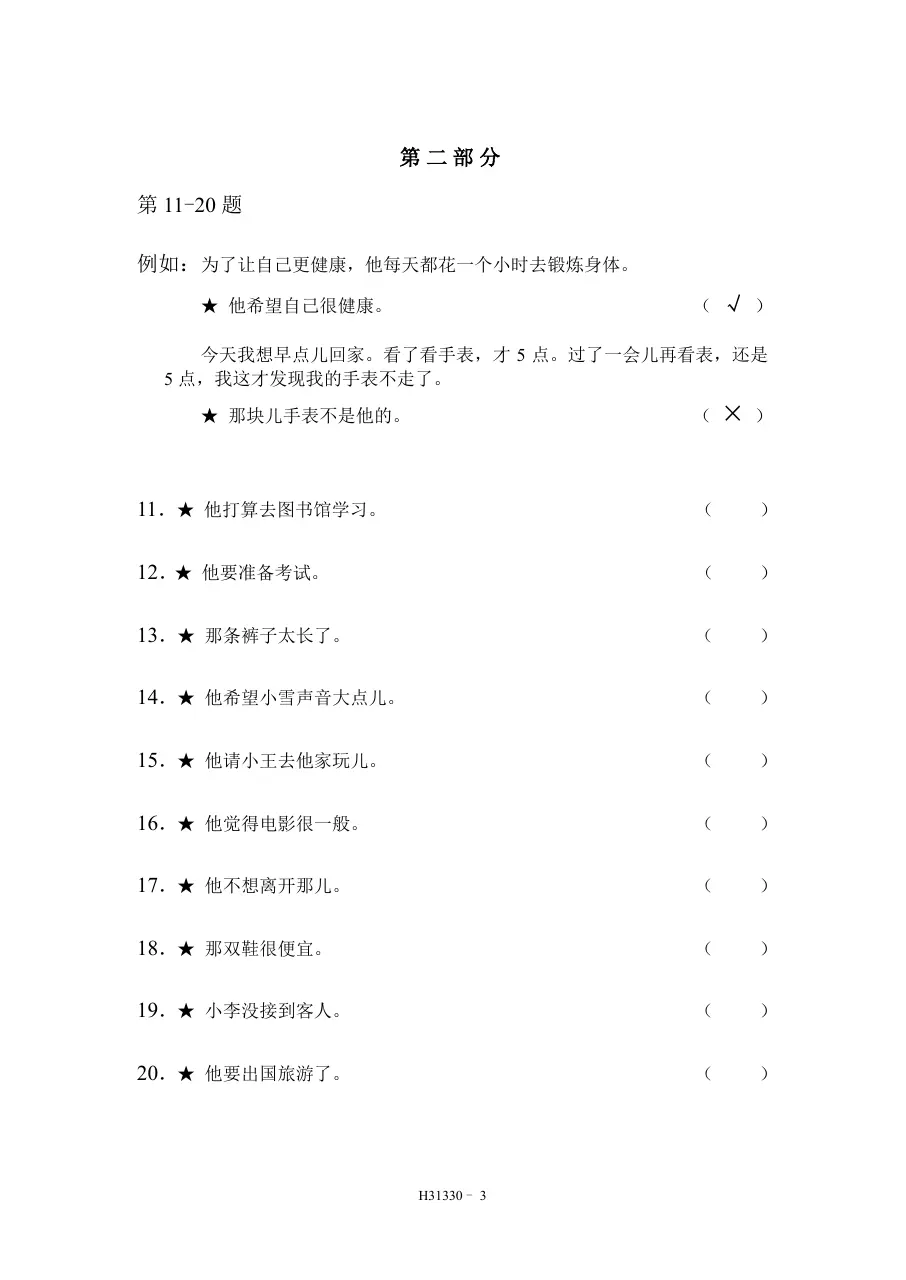 第二部分
第 11-20 题
例如：为了让自己更健康，他每天都花一个小时去锻炼身体。
★ 他希望自己很健康。 （ √ ）
今天我想早点儿回家。看了看手表，才 5 点。过了一会儿再看表，还是
5 点，我这才发现我的手表不走了。
★ 那块儿手表不是他的。 （ × ）
11．★ 他打算去图书馆学习。 （ ）
12．★ 他要准备考试。 （ ）
13．★ 那条裤子太长了。 （ ）
14．★ 他希望小雪声音大点儿。 （ ）
15．★ 他请小王去他家玩儿。 （ ）
16．★ 他觉得电影很一般。 （ ）
17．★ 他不想离开那儿。 （ ）
18．★ 那双鞋很便宜。 （ ）
19．★ 小李没接到客人。 （ ）
20．★ 他要出国旅游了。 （ ）
H31330 - 3